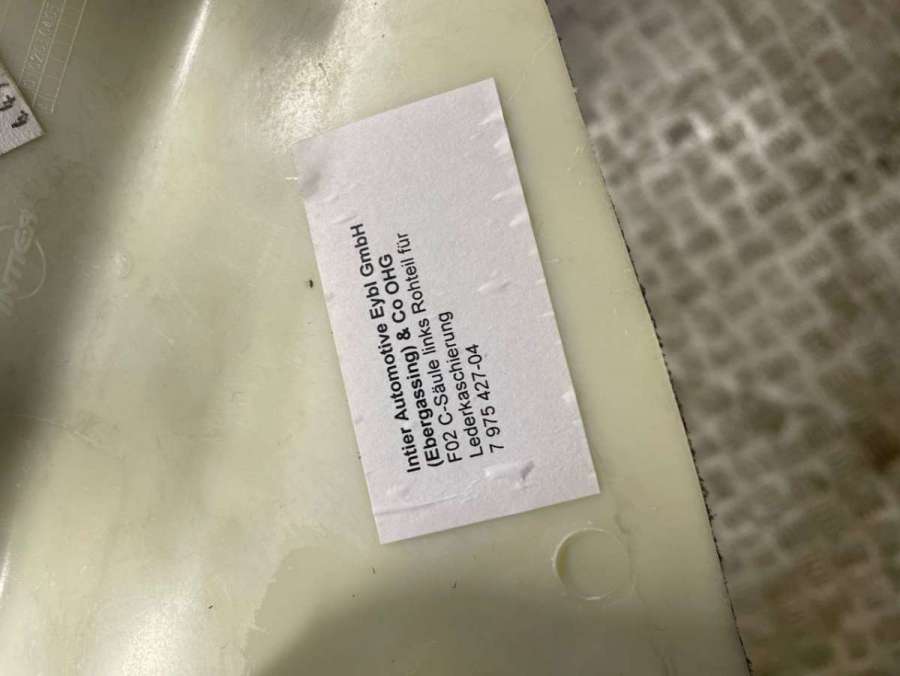 Intier Automotive Eybl GmbH
(Ebergassing) & Co OHG
F02 C-Säule links Rohteil für
Lederkaschierung
7 975 427-04